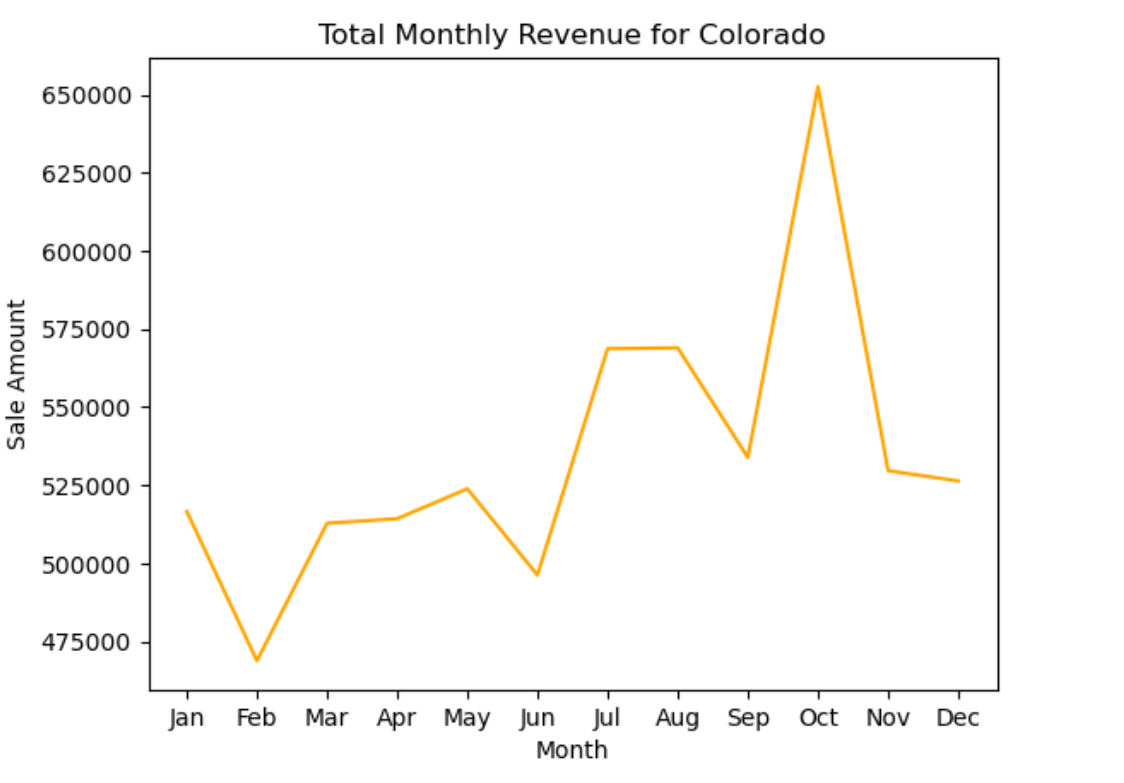 Total Monthly Revenue for Colorado
650000
625000
600000
575000
550000
525000
500000
475000
Sale Amount
Jan Feb Mar Apr May Jun Jul Aug Sep Oct Nov Dec
Month